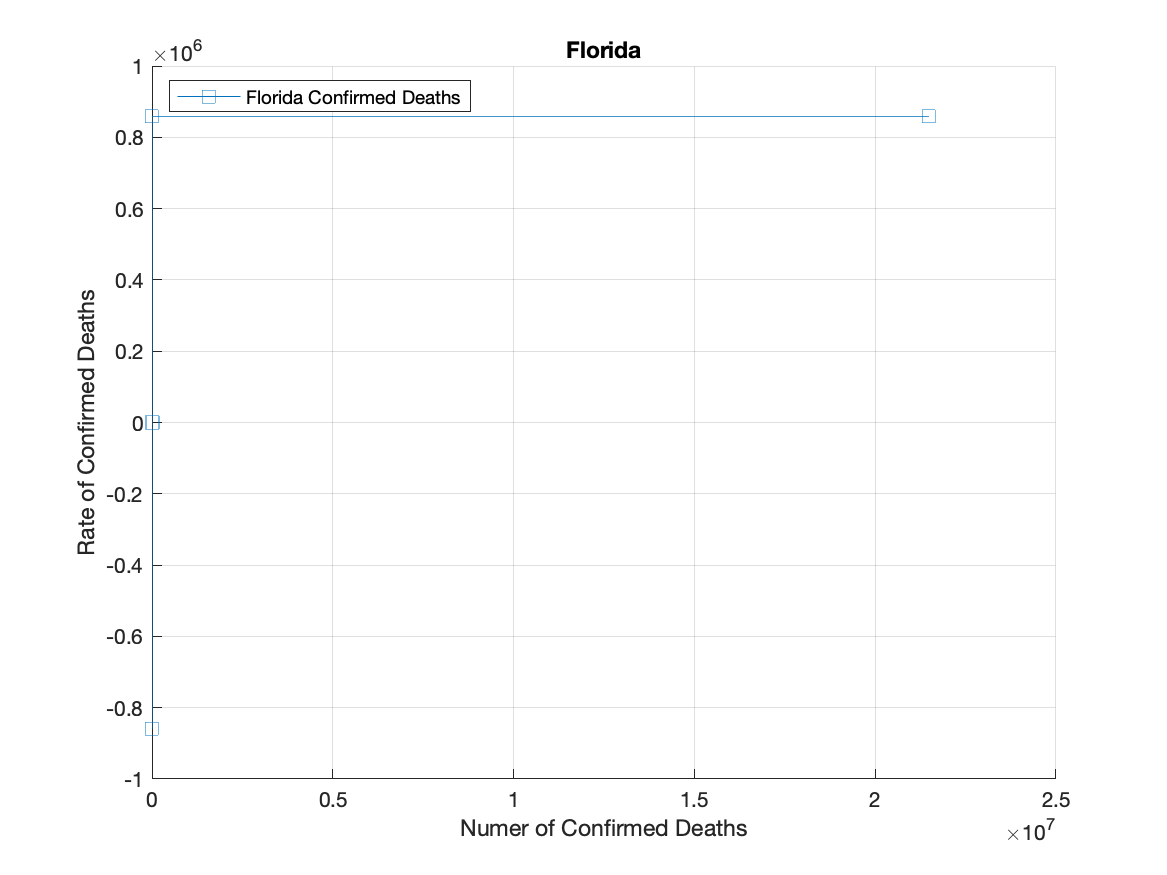 Florida
×10^6
Florida Confirmed Deaths
1
0.8
0.6
0.4
0.2
0
-0.2
-0.4
-0.6
-0.8
-1
Rate of Confirmed Deaths
0 0.5 1 1.5 2 2.5
Numer of Confirmed Deaths
×10^7